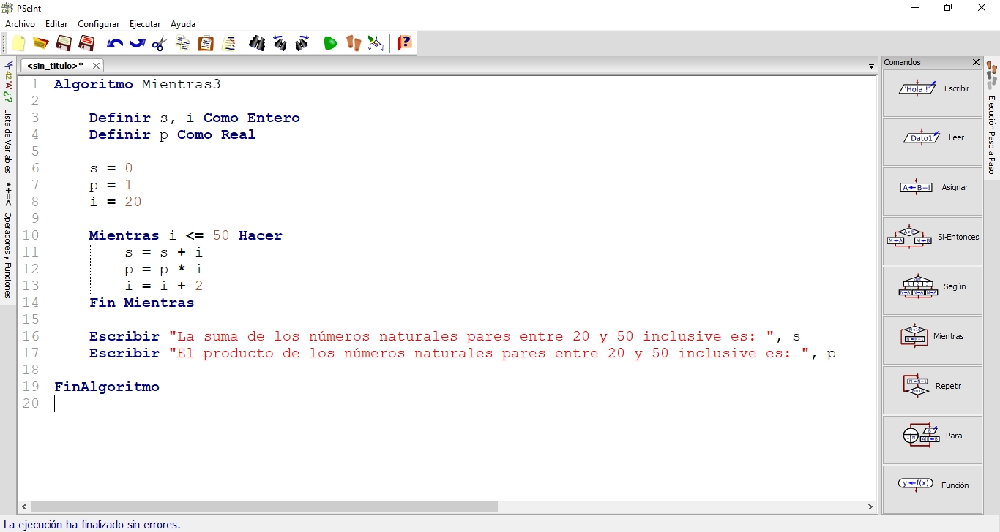 PSeInt
Archivo Editar Configurar Ejecutar Ayuda
<sin_titulo>*
Lista de Variables
Operadores y Funciones
1 Algoritmo Mientras3
2
3 Definir s, i Como Entero
4 Definir p Como Real
5
6 s = 0
7 p = 1
8 i = 20
9
10 Mientras i <= 50 Hacer
11 s = s + i
12 p = p * i
13 i = i + 2
14 Fin Mientras
15
16 Escribir "La suma de los números naturales pares entre 20 y 50 inclusive es: ", s
17 Escribir "El producto de los números naturales pares entre 20 y 50 inclusive es: ", p
18
19 FinAlgoritmo
20
Comandos
'Hola !' Escribir
Dato1 Leer
A←B+i Asignar
A>B M←A M←B Si-Entonces
Según
Mientras
Repetir
Para
y←f(x) Función
Ejecución Paso a Paso
La ejecución ha finalizado sin errores.